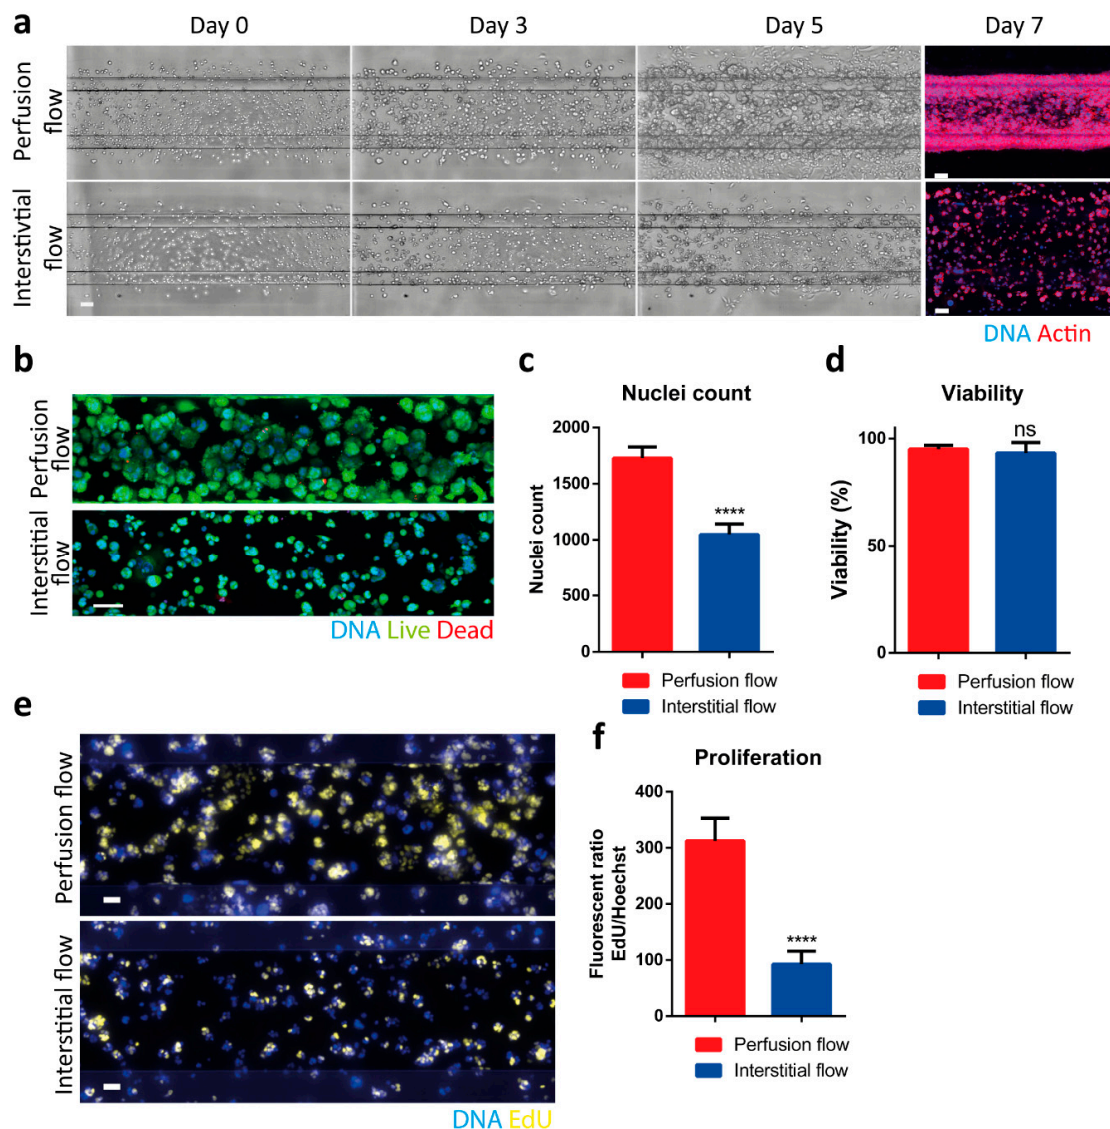 a
Day 0
Day 3
Day 5
Day 7
Perfusion
flow
Interstivtial
flow
DNA Actin
b
Perfusion
flow
Interstitial
flow
DNA Live Dead
c
Nuclei count
Nuclei count
2000
1500
1000
500
0
****
Perfusion flow
Interstitial flow
d
Viability
Viability (%)
100
50
0
ns
Perfusion flow
Interstitial flow
e
Perfusion flow
Interstitial flow
DNA EdU
f
Proliferation
Fluorescent ratio
EdU/Hoechst
400
300
200
100
0
****
Perfusion flow
Interstitial flow